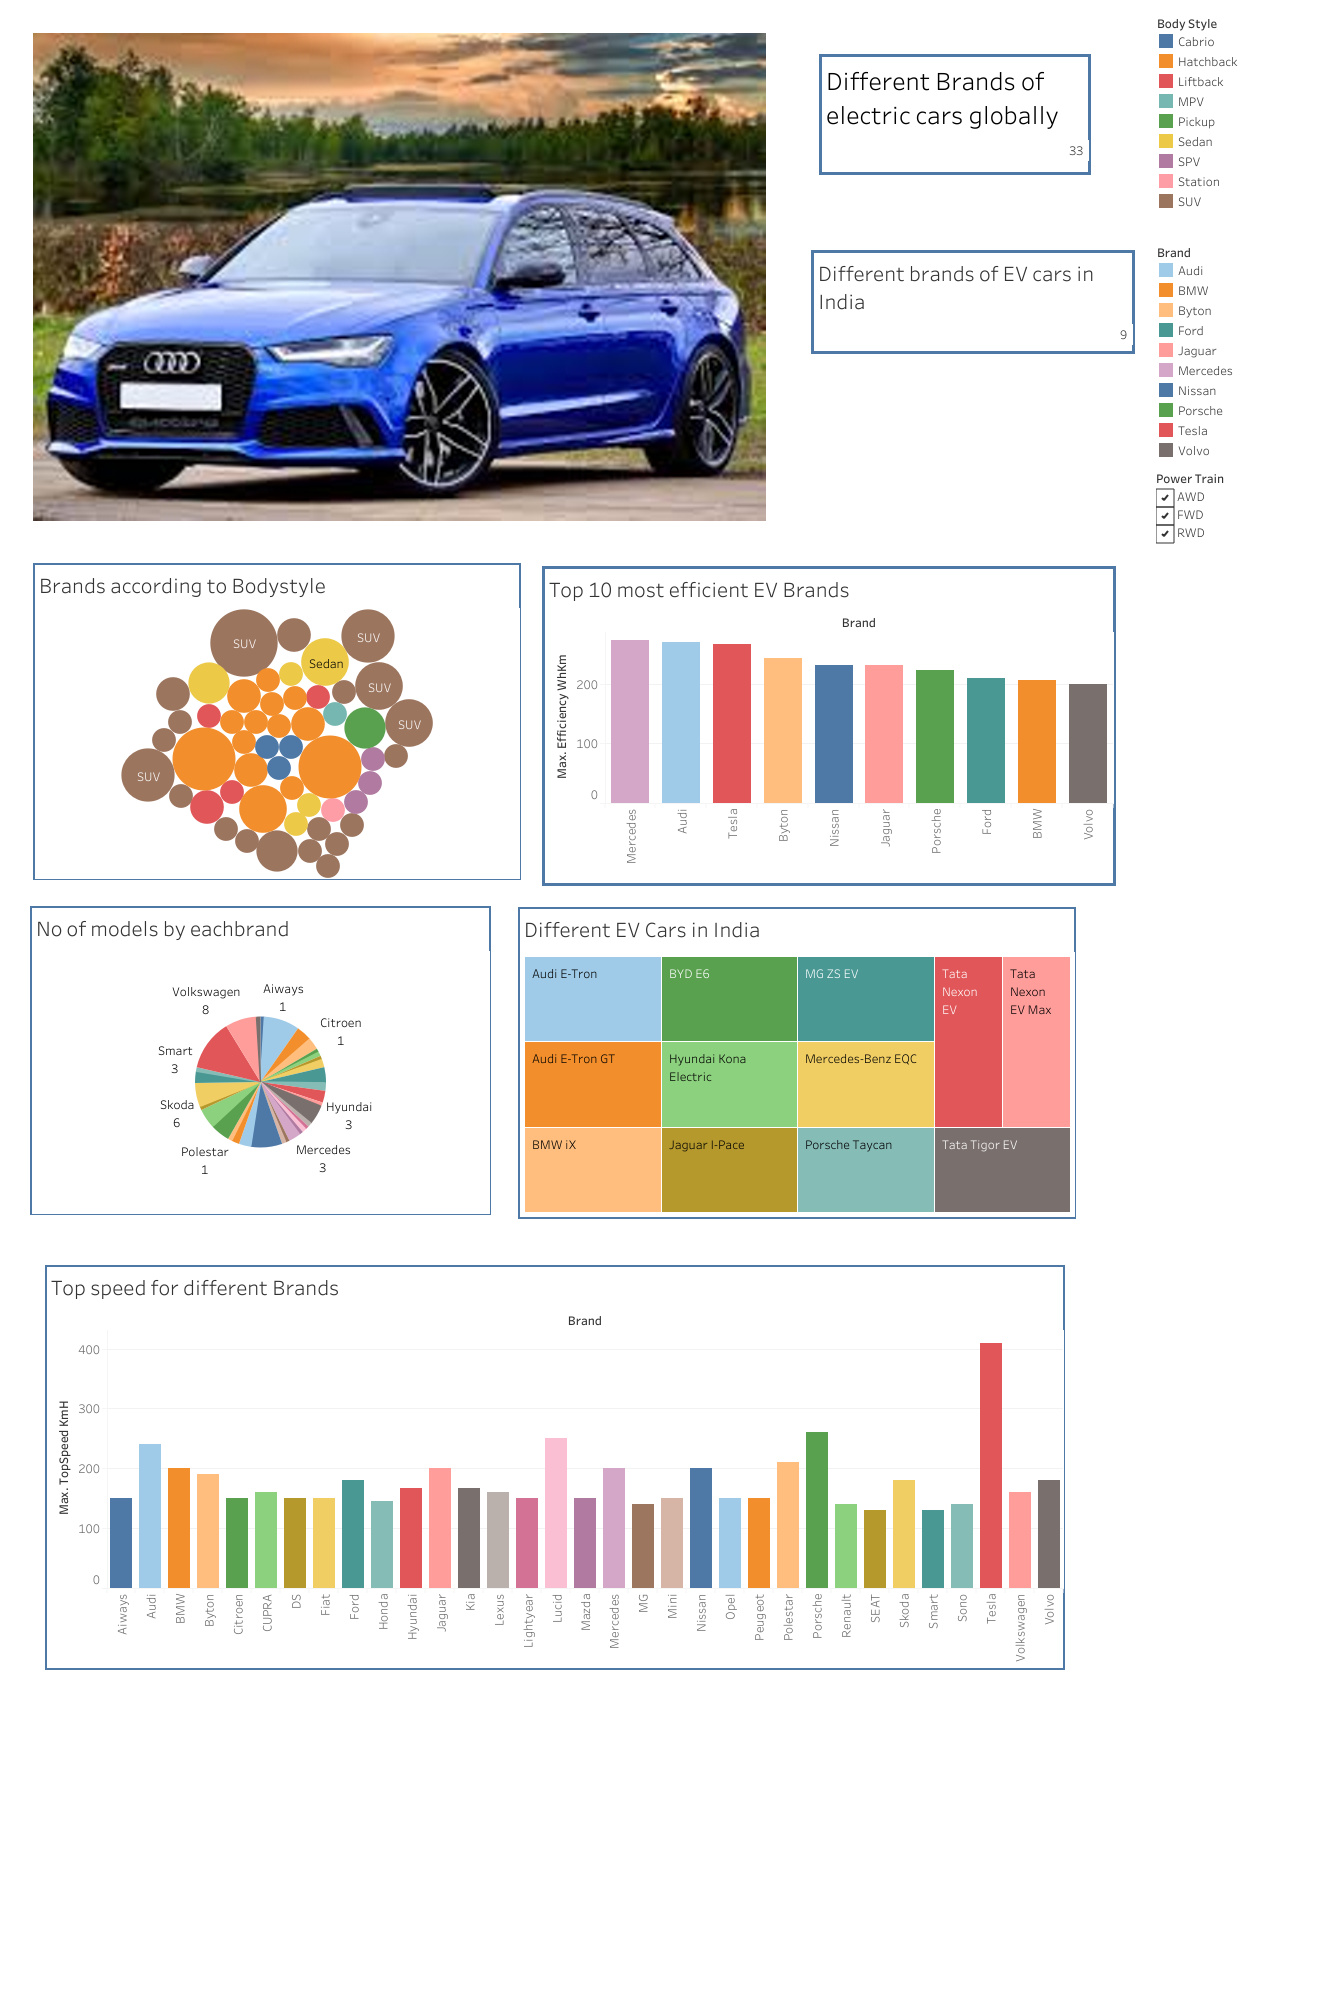 Different Brands of
electric cars globally
33
Different brands of EV cars in
India
9
Body Style
Cabrio
Hatchback
Liftback
MPV
Pickup
Sedan
SPV
Station
SUV
Brand
Audi
BMW
Byton
Ford
Jaguar
Mercedes
Nissan
Porsche
Tesla
Volvo
Power Train
AWD
FWD
RWD
Brands according to Bodystyle
SUV
SUV
Sedan
SUV
SUV
SUV
Top 10 most efficient EV Brands
Brand
Max. Efficiency WhKm
200
100
0
Mercedes
Audi
Tesla
Byton
Nissan
Jaguar
Porsche
Ford
BMW
Volvo
No of models by eachbrand
Volkswagen
8
Aiways
1
Citroen
1
Smart
3
Skoda
6
Hyundai
3
Polestar
1
Mercedes
3
Different EV Cars in India
Audi E-Tron
BYD E6
MG ZS EV
Tata
Nexon
EV
Tata
Nexon
EV Max
Audi E-Tron GT
Hyundai Kona
Electric
Mercedes-Benz EQC
BMW iX
Jaguar I-Pace
Porsche Taycan
Tata Tigor EV
Top speed for different Brands
Brand
Max. TopSpeed KmH
400
300
200
100
0
Aiways
Audi
BMW
Byton
Citroen
CUPRA
DS
Fiat
Ford
Honda
Hyundai
Jaguar
Kia
Lexus
Lightyear
Lucid
Mazda
Mercedes
MG
Mini
Nissan
Opel
Peugeot
Polestar
Porsche
Renault
SEAT
Skoda
Smart
Sono
Tesla
Volkswagen
Volvo